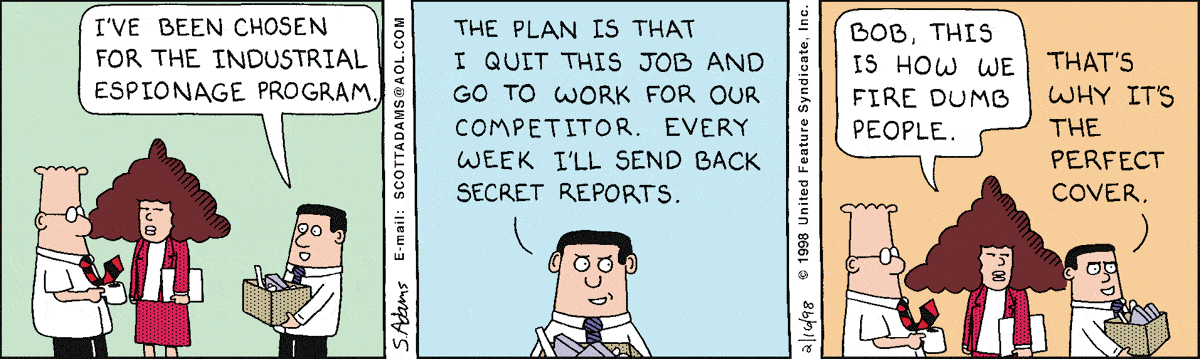 I'VE BEEN CHOSEN
FOR THE INDUSTRIAL
ESPIONAGE PROGRAM.
S.Adams
E-mail: SCOTTADAMS@AOL.COM
THE PLAN IS THAT
I QUIT THIS JOB AND
GO TO WORK FOR OUR
COMPETITOR. EVERY
WEEK I'LL SEND BACK
SECRET REPORTS.
2/16/98
© 1998 United Feature Syndicate, Inc.
BOB, THIS
IS HOW WE
FIRE DUMB
PEOPLE.
THAT'S
WHY IT'S
THE
PERFECT
COVER.